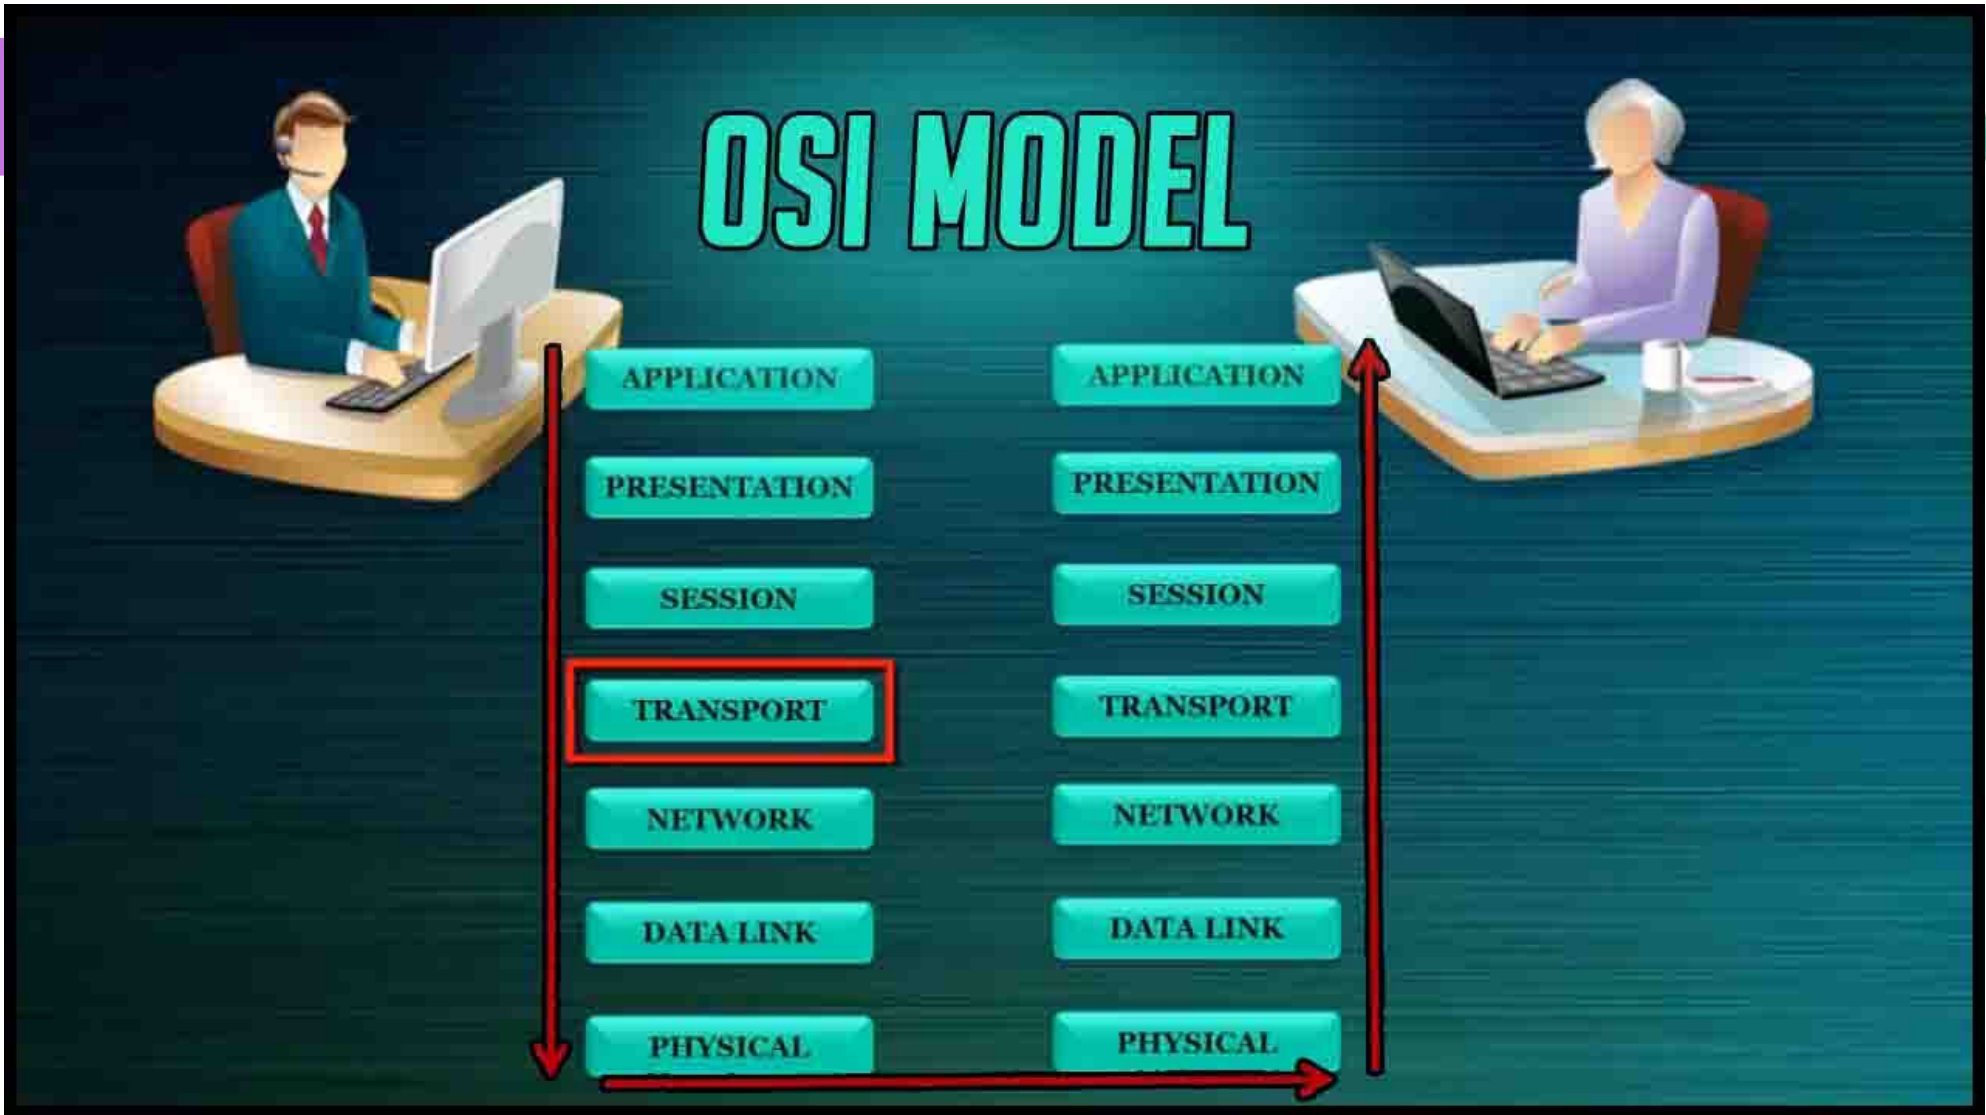 OSI MODEL
APPLICATION
PRESENTATION
SESSION
TRANSPORT
NETWORK
DATA LINK
PHYSICAL
APPLICATION
PRESENTATION
SESSION
TRANSPORT
NETWORK
DATA LINK
PHYSICAL